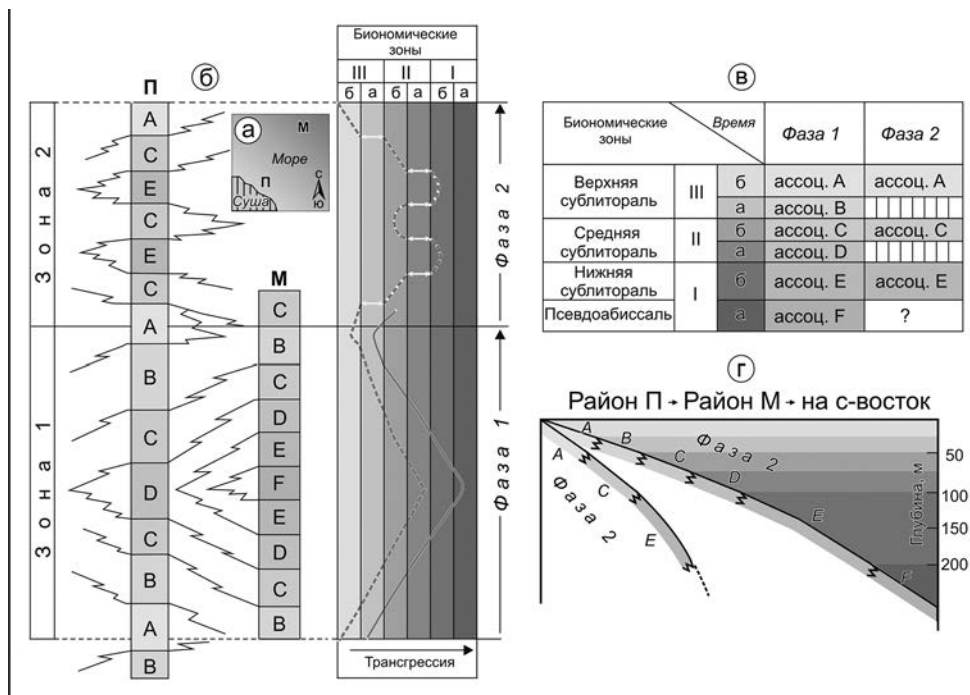 Биономические
зоны
III II I
б а б а б а
б
П
A
C
E
C
E
C
A
B
C
D
C
B
A
B
а
М
Море
П
Суша
С
Ю
М
C
B
C
D
E
F
E
D
C
B
Зона 2
Зона 1
Фаза 2
Фаза 1
Трансгрессия
в
Биономические
зоны
Время
Фаза 1 Фаза 2
Верхняя
сублитораль
III
б ассоц. A ассоц. A
а ассоц. B
Средняя
сублитораль
II
б ассоц. C ассоц. C
а ассоц. D
Нижняя
сублитораль
I
б ассоц. E ассоц. E
Псевдоабиссаль
а ассоц. F ?
г
Район П → Район М → на с-восток
A B C D E F
Фаза 2
A C E
Фаза 2
50
100
150
200
Глубина, м